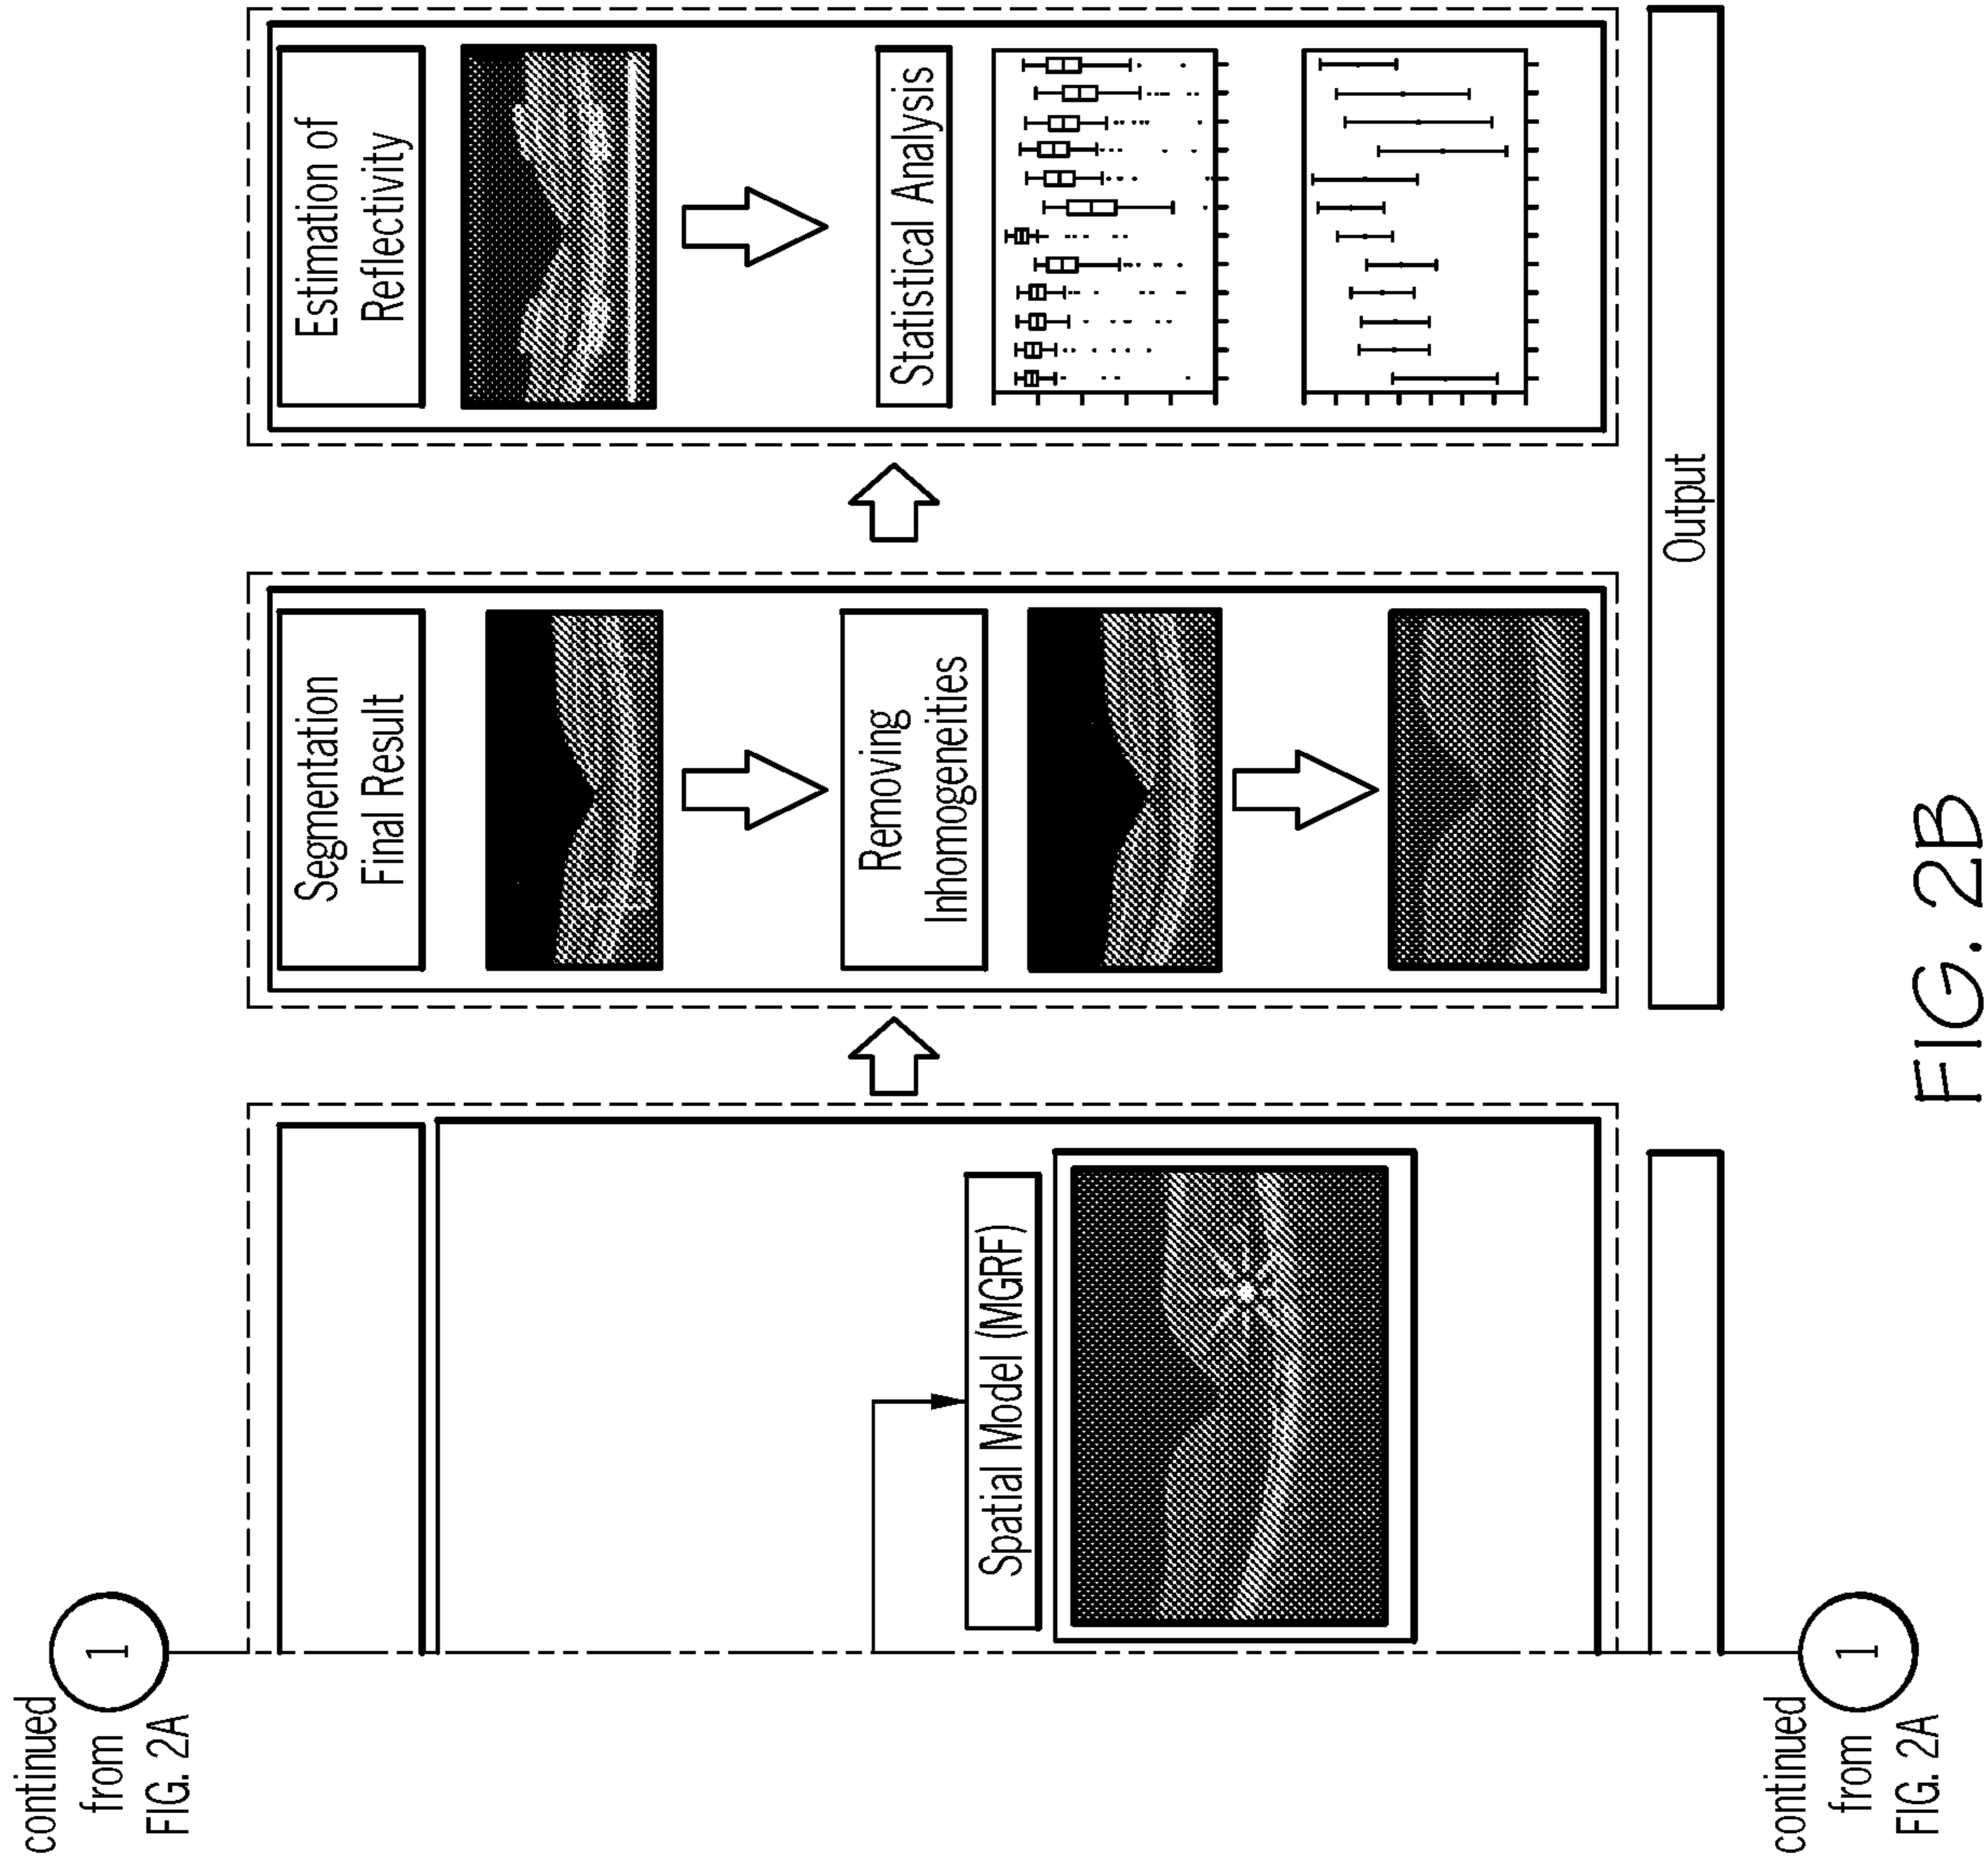 continued
from
FIG. 2A
1
Spatial Model (MGRF)
continued
from
FIG. 2A
1
Segmentation
Final Result
Removing
Inhomogeneities
Estimation of
Reflectivity
Statistical Analysis
Output
FIG. 2B